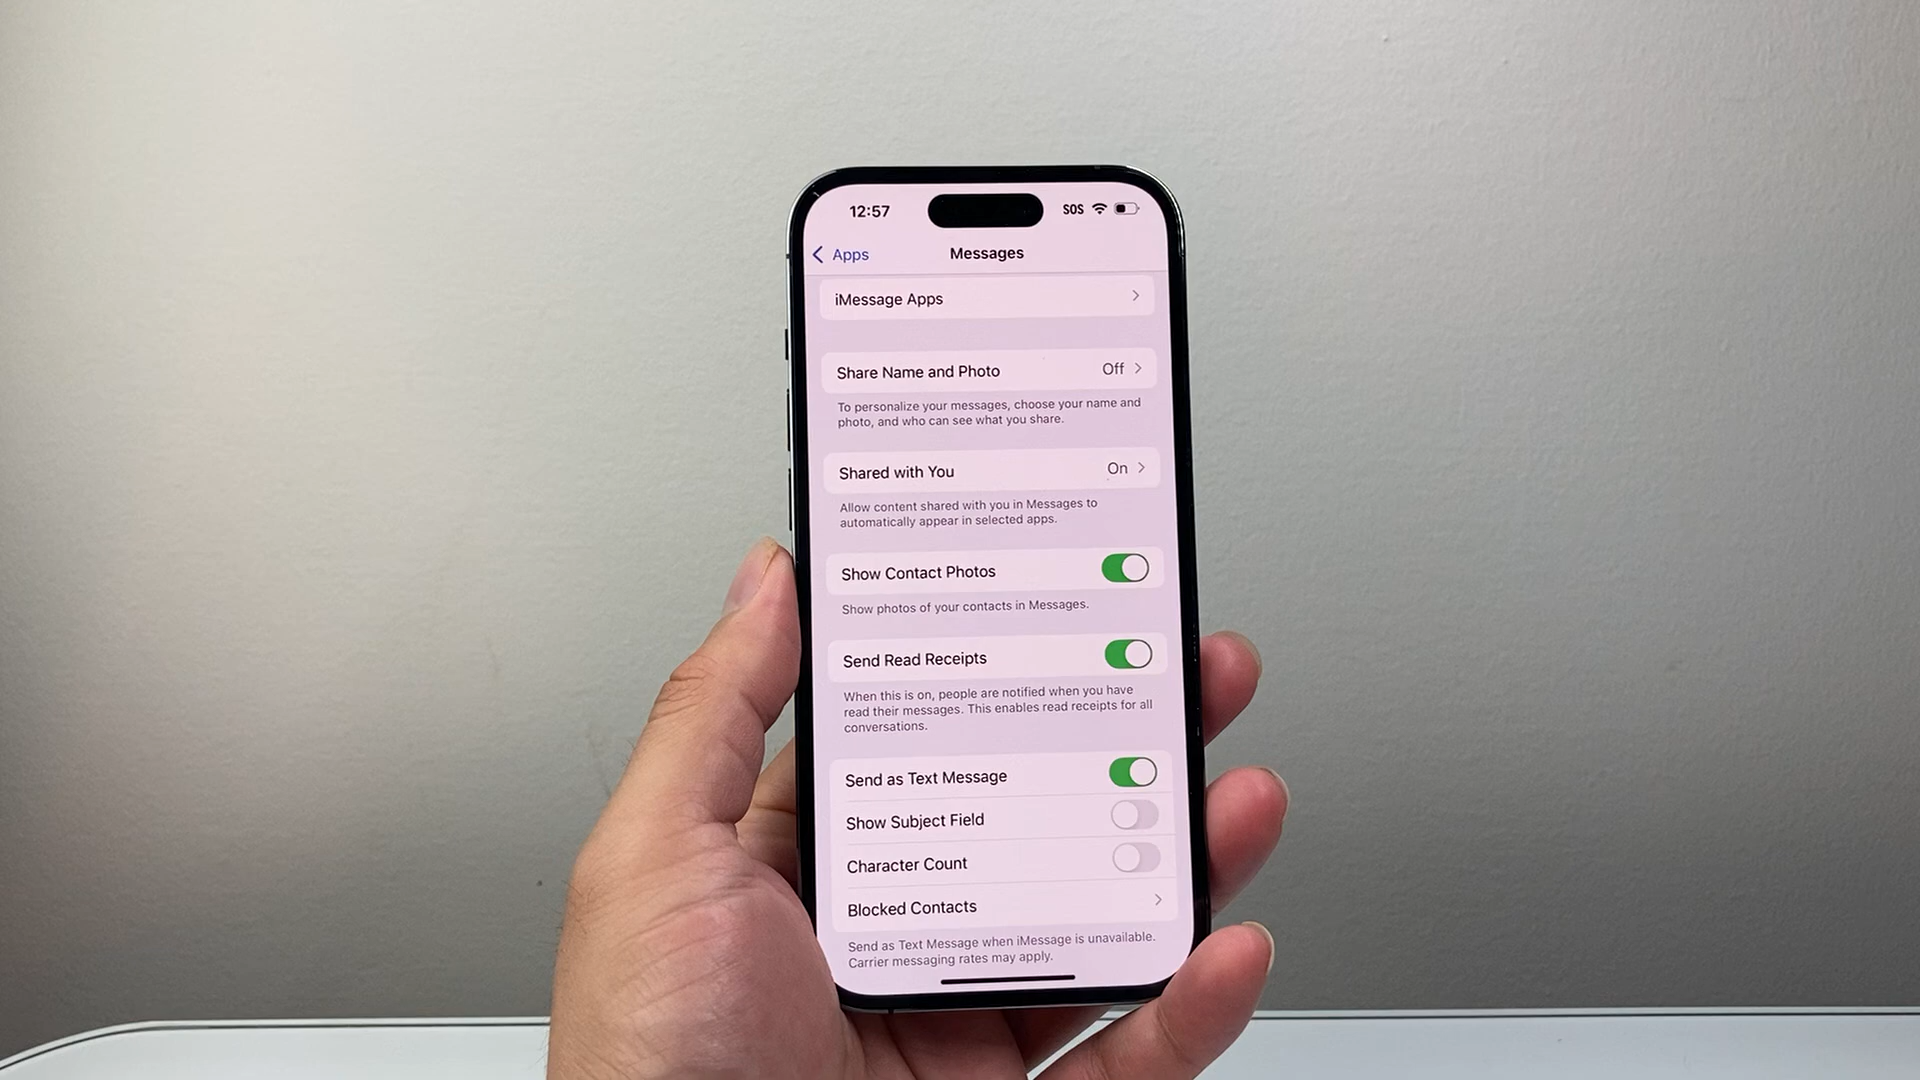 12:57 SOS
Apps Messages
iMessage Apps
Share Name and Photo Off
To personalize your messages, choose your name and
photo, and who can see what you share.
Shared with You On
Allow content shared with you in Messages to
automatically appear in selected apps.
Show Contact Photos
Show photos of your contacts in Messages.
Send Read Receipts
When this is on, people are notified when you have
read their messages. This enables read receipts for all
conversations.
Send as Text Message
Show Subject Field
Character Count
Blocked Contacts
Send as Text Message when iMessage is unavailable.
Carrier messaging rates may apply.